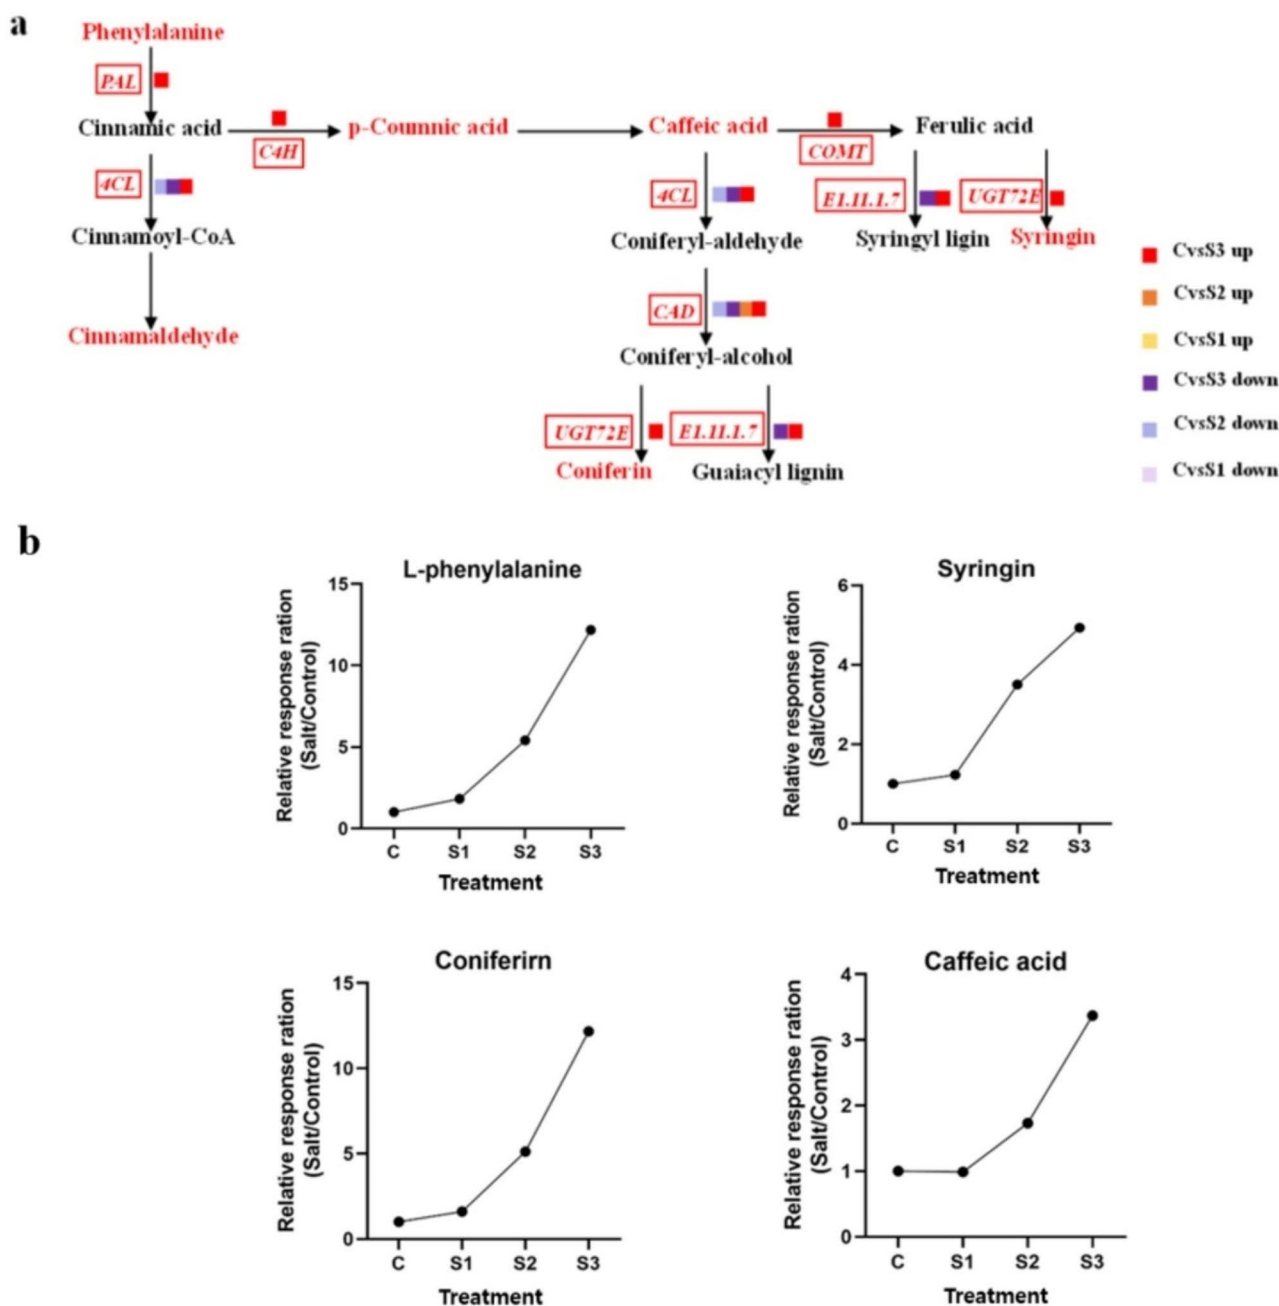 a
Phenylalanine
PAL
Cinnamic acid
C4H
p-Coumnic acid
Caffeic acid
COMT
Ferulic acid
4CL
Cinnamoyl-CoA
Cinnamaldehyde
4CL
Coniferyl-aldehyde
E1.11.1.7
Syringyl ligin
UGT72E
Syringin
CAD
Coniferyl-alcohol
UGT72E
Coniferin
E1.11.1.7
Guaiacyl lignin
CvsS3 up
CvsS2 up
CvsS1 up
CvsS3 down
CvsS2 down
CvsS1 down
b
L-phenylalanine
Relative response ration
(Salt/Control)
15
10
5
0
C S1 S2 S3
Treatment
Syringin
Relative response ration
(Salt/Control)
6
4
2
0
C S1 S2 S3
Treatment
Coniferirn
Relative response ration
(Salt/Control)
15
10
5
0
C S1 S2 S3
Treatment
Caffeic acid
Relative response ration
(Salt/Control)
4
3
2
1
0
C S1 S2 S3
Treatment